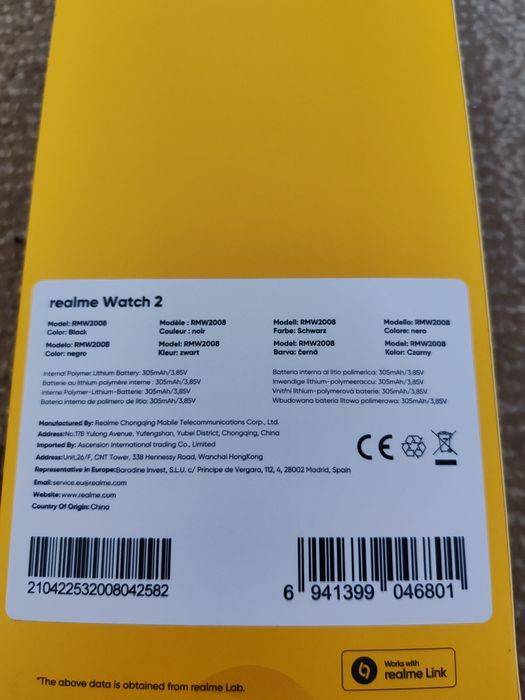 realme Watch 2
Model: RMW2008
Color: Black
Modèle : RMW2008
Couleur : noir
Modell: RMW2008
Farbe: Schwarz
Modello: RMW2008
Colore: nero
Modelo: RMW2008
Color: negro
Model: RMW2008
Kleur: zwart
Model: RMW2008
Barva: černá
Model: RMW2008
Kolor: Czarny
Internal Polymer Lithium Battery: 305mAh/3.85V
Batterie au lithium polymère interne : 305mAh/3,85V
Interne Polymer-Lithium-Batterie: 305mAh/3,85V
Batería interna de polímero de litio: 305mAh/3,85V
Batteria interna al litio polimerica: 305mAh/3.85V
Inwendige lithium-polymeeraccu: 305mAh/3,85V
Vnitřní lithium-polymerová baterie: 305mAh/3,85V
Wbudowana bateria litowo polimerowa: 305mAh/3,85V
Manufactured By: Realme Chongqing Mobile Telecommunications Corp., Ltd.
Address:No.178 Yulong Avenue, Yufengshan, Yubei District, Chongqing, China
Imported By: Ascension International trading Co., Limited
Address:Unit,26/F, CNT Tower, 338 Hennessy Road, Wanchai HongKong
Representative in Europe:Baradine Invest, S.L.U. c/ Principe de Vergara, 112, 4, 28002 Madrid, Spain
Email:service.eu@realme.com
Website:www.realme.com
Country Of Origin: China
CE
210422532008042582
6 941399 046801
*The above data is obtained from realme Lab.
Works with
realme Link